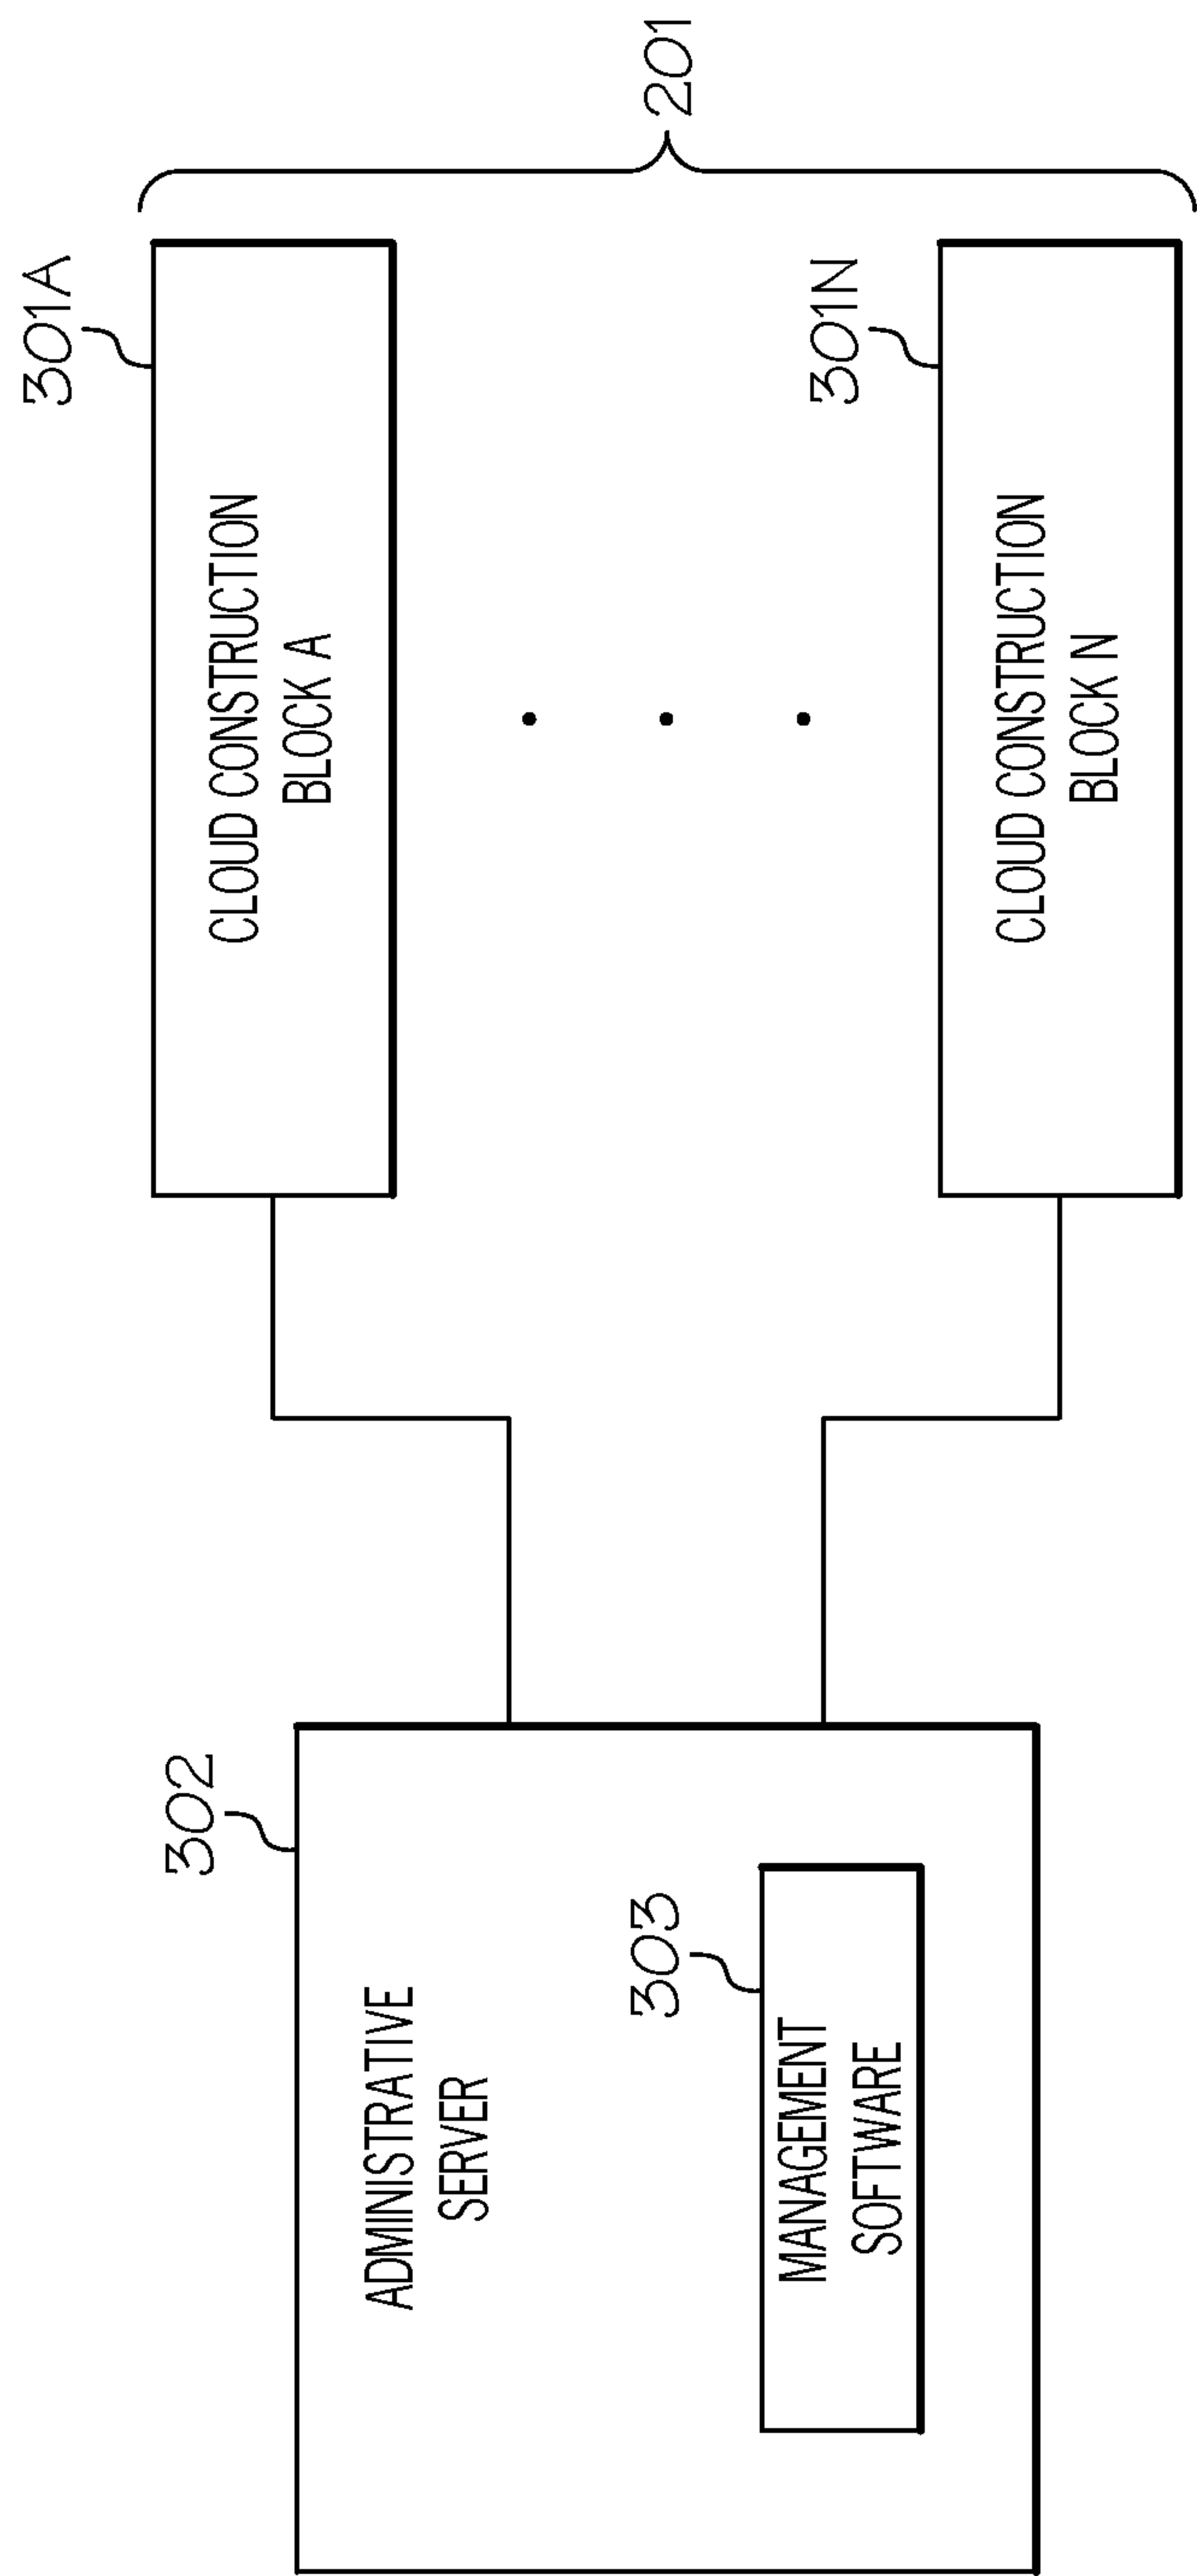 302
ADMINISTRATIVE
SERVER
303
MANAGEMENT
SOFTWARE
301A
CLOUD CONSTRUCTION
BLOCK A
301N
CLOUD CONSTRUCTION
BLOCK N
201